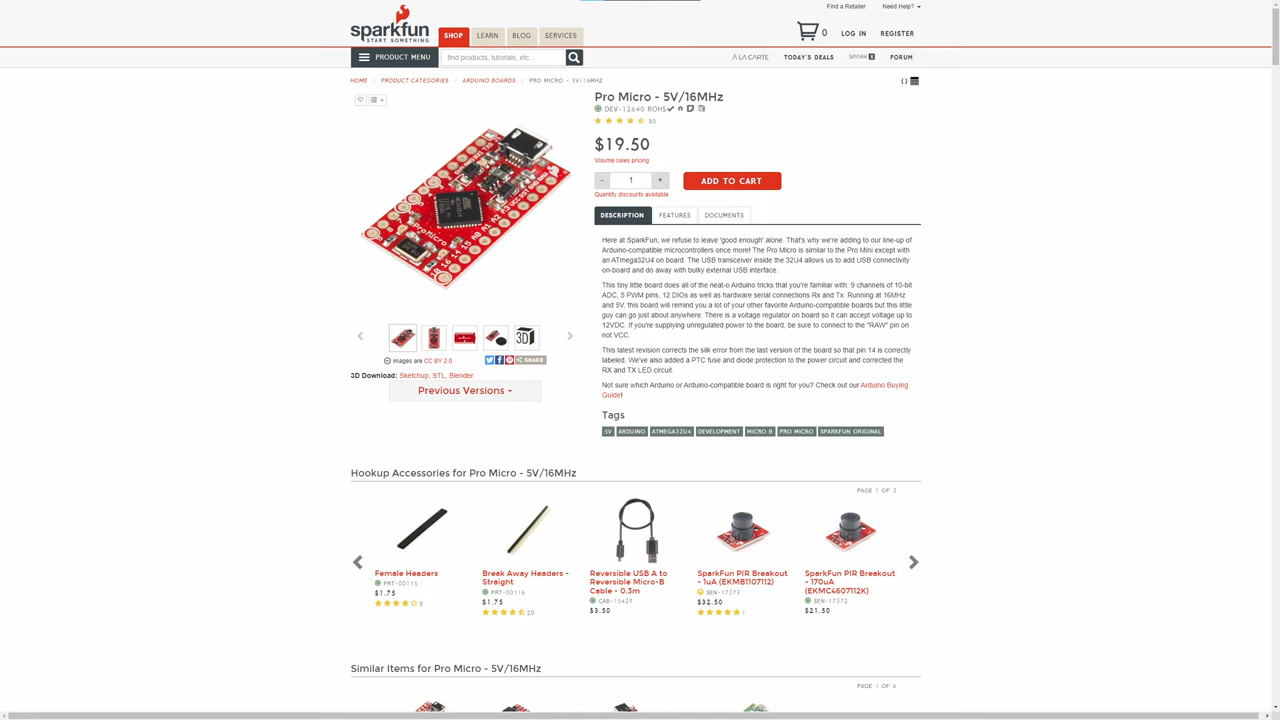 Find a Retailer Need Help?
sparkfun
START SOMETHING
SHOP LEARN BLOG SERVICES
0 LOG IN REGISTER
PRODUCT MENU
find products, tutorials, etc...
À LA CARTE TODAY'S DEALS SPARK X FORUM
HOME / PRODUCT CATEGORIES / ARDUINO BOARDS / PRO MICRO - 5V/16MHZ
Pro Micro - 5V/16MHz
DEV-12640 ROHS
80
$19.50
Volume sales pricing
- 1 + ADD TO CART
Quantity discounts available
DESCRIPTION FEATURES DOCUMENTS
Here at SparkFun, we refuse to leave 'good enough' alone. That's why we're adding to our line-up of
Arduino-compatible microcontrollers once more! The Pro Micro is similar to the Pro Mini except with
an ATmega32U4 on board. The USB transceiver inside the 32U4 allows us to add USB connectivity
on-board and do away with bulky external USB interface.
This tiny little board does all of the neat-o Arduino tricks that you're familiar with: 9 channels of 10-bit
ADC, 5 PWM pins, 12 DIOs as well as hardware serial connections Rx and Tx. Running at 16MHz
and 5V, this board will remind you a lot of your other favorite Arduino-compatible boards but this little
guy can go just about anywhere. There is a voltage regulator on board so it can accept voltage up to
12VDC. If you're supplying unregulated power to the board, be sure to connect to the "RAW" pin on
not VCC.
This latest revision corrects the silk error from the last version of the board so that pin 14 is correctly
labeled. We've also added a PTC fuse and diode protection to the power circuit and corrected the
RX and TX LED circuit.
Not sure which Arduino or Arduino-compatible board is right for you? Check out our Arduino Buying
Guide!
Tags
5V ARDUINO ATMEGA32U4 DEVELOPMENT MICRO B PRO MICRO SPARKFUN ORIGINAL
ProMicro
3D
images are CC BY 2.0
SHARE
3D Download: Sketchup, STL, Blender
Previous Versions
Hookup Accessories for Pro Micro - 5V/16MHz
PAGE 1 OF 3
Female Headers
PRT-00115
$1.75
8
Break Away Headers -
Straight
PRT-00116
$1.75
20
Reversible USB A to
Reversible Micro-B
Cable - 0.3m
CAB-15429
$3.50
SparkFun PIR Breakout
- 1uA (EKMB1107112)
SEN-17373
$32.50
1
SparkFun PIR Breakout
- 170uA
(EKMC4607112K)
SEN-17372
$21.50
Similar Items for Pro Micro - 5V/16MHz
PAGE 1 OF 6